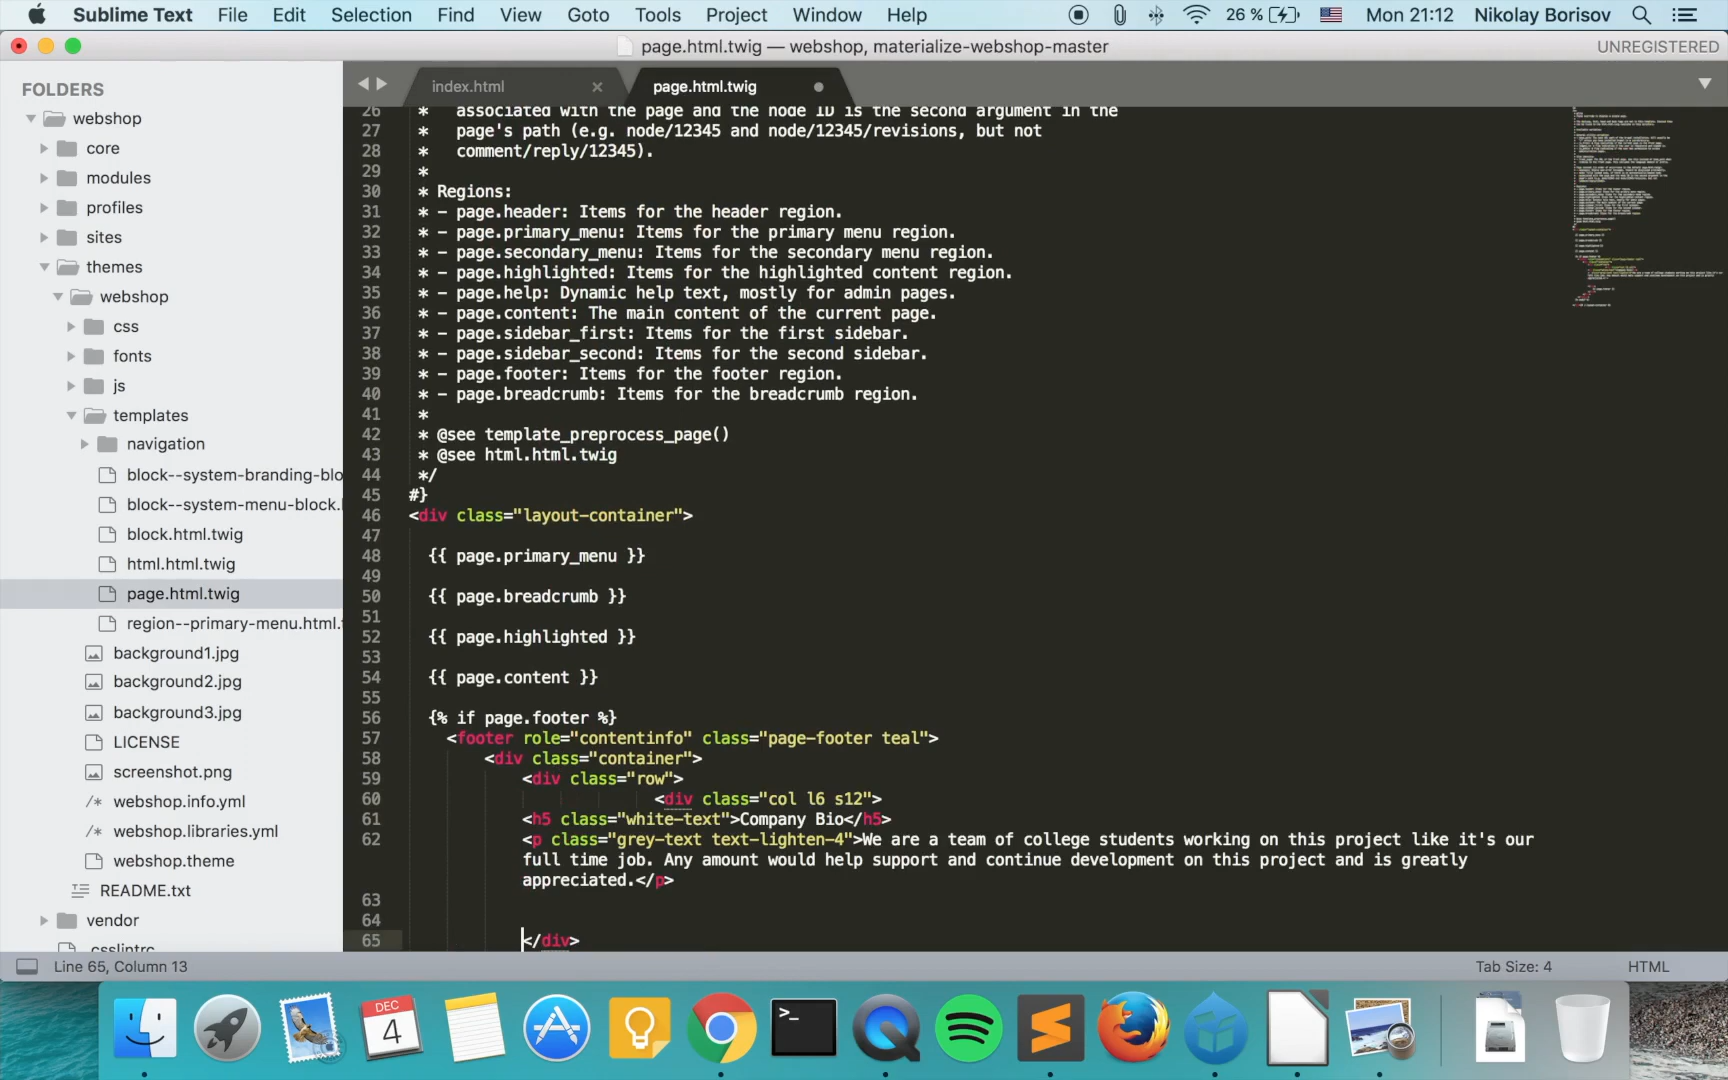 Sublime Text File Edit Selection Find View Goto Tools Project Window Help 26 % Mon 21:12 Nikolay Borisov
page.html.twig — webshop, materialize-webshop-master UNREGISTERED
FOLDERS
webshop
core
modules
profiles
sites
themes
webshop
css
fonts
js
templates
navigation
block--system-branding-blo
block--system-menu-block.
block.html.twig
html.html.twig
page.html.twig
region--primary-menu.html.
background1.jpg
background2.jpg
background3.jpg
LICENSE
screenshot.png
/* webshop.info.yml
/* webshop.libraries.yml
webshop.theme
README.txt
vendor
.csslintrc
index.html × page.html.twig
26 * associated with the page and the node ID is the second argument in the
27 * page's path (e.g. node/12345 and node/12345/revisions, but not
28 * comment/reply/12345).
29 *
30 * Regions:
31 * - page.header: Items for the header region.
32 * - page.primary_menu: Items for the primary menu region.
33 * - page.secondary_menu: Items for the secondary menu region.
34 * - page.highlighted: Items for the highlighted content region.
35 * - page.help: Dynamic help text, mostly for admin pages.
36 * - page.content: The main content of the current page.
37 * - page.sidebar_first: Items for the first sidebar.
38 * - page.sidebar_second: Items for the second sidebar.
39 * - page.footer: Items for the footer region.
40 * - page.breadcrumb: Items for the breadcrumb region.
41 *
42 * @see template_preprocess_page()
43 * @see html.html.twig
44 */
45 #}
46 <div class="layout-container">
47
48 {{ page.primary_menu }}
49
50 {{ page.breadcrumb }}
51
52 {{ page.highlighted }}
53
54 {{ page.content }}
55
56 {% if page.footer %}
57 <footer role="contentinfo" class="page-footer teal">
58 <div class="container">
59 <div class="row">
60 <div class="col l6 s12">
61 <h5 class="white-text">Company Bio</h5>
62 <p class="grey-text text-lighten-4">We are a team of college students working on this project like it's our
full time job. Any amount would help support and continue development on this project and is greatly
appreciated.</p>
63
64
65 </div>
Line 65, Column 13 Tab Size: 4 HTML
DEC
4
>_